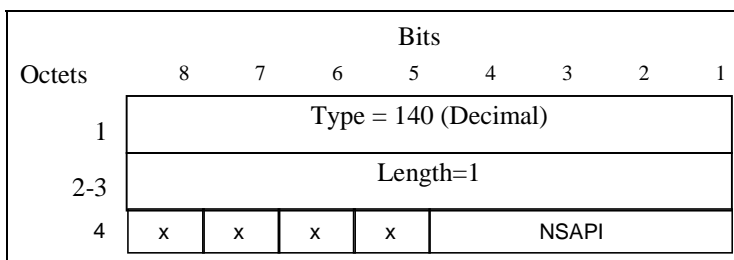 Bits
Octets 8 7 6 5 4 3 2 1
1 Type = 140 (Decimal)
2-3 Length=1
4 x x x x NSAPI